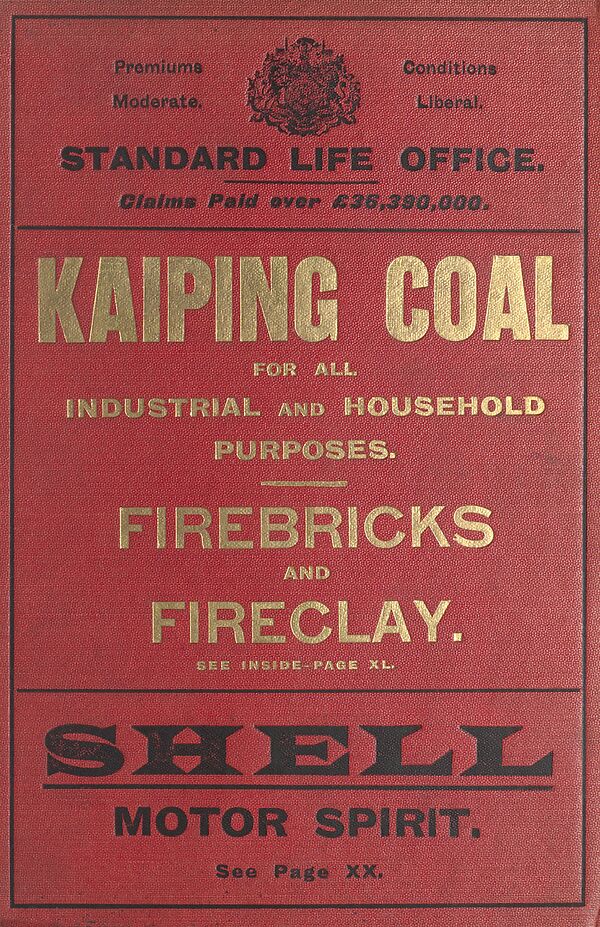 Premiums Conditions
Moderate. Liberal.
STANDARD LIFE OFFICE.
Claims Paid over £36,390,000.
KAIPING COAL
FOR ALL
INDUSTRIAL AND HOUSEHOLD
PURPOSES.
FIREBRICKS
AND
FIRECLAY.
SEE INSIDE-PAGE XL.
SHELL
MOTOR SPIRIT.
See Page XX.